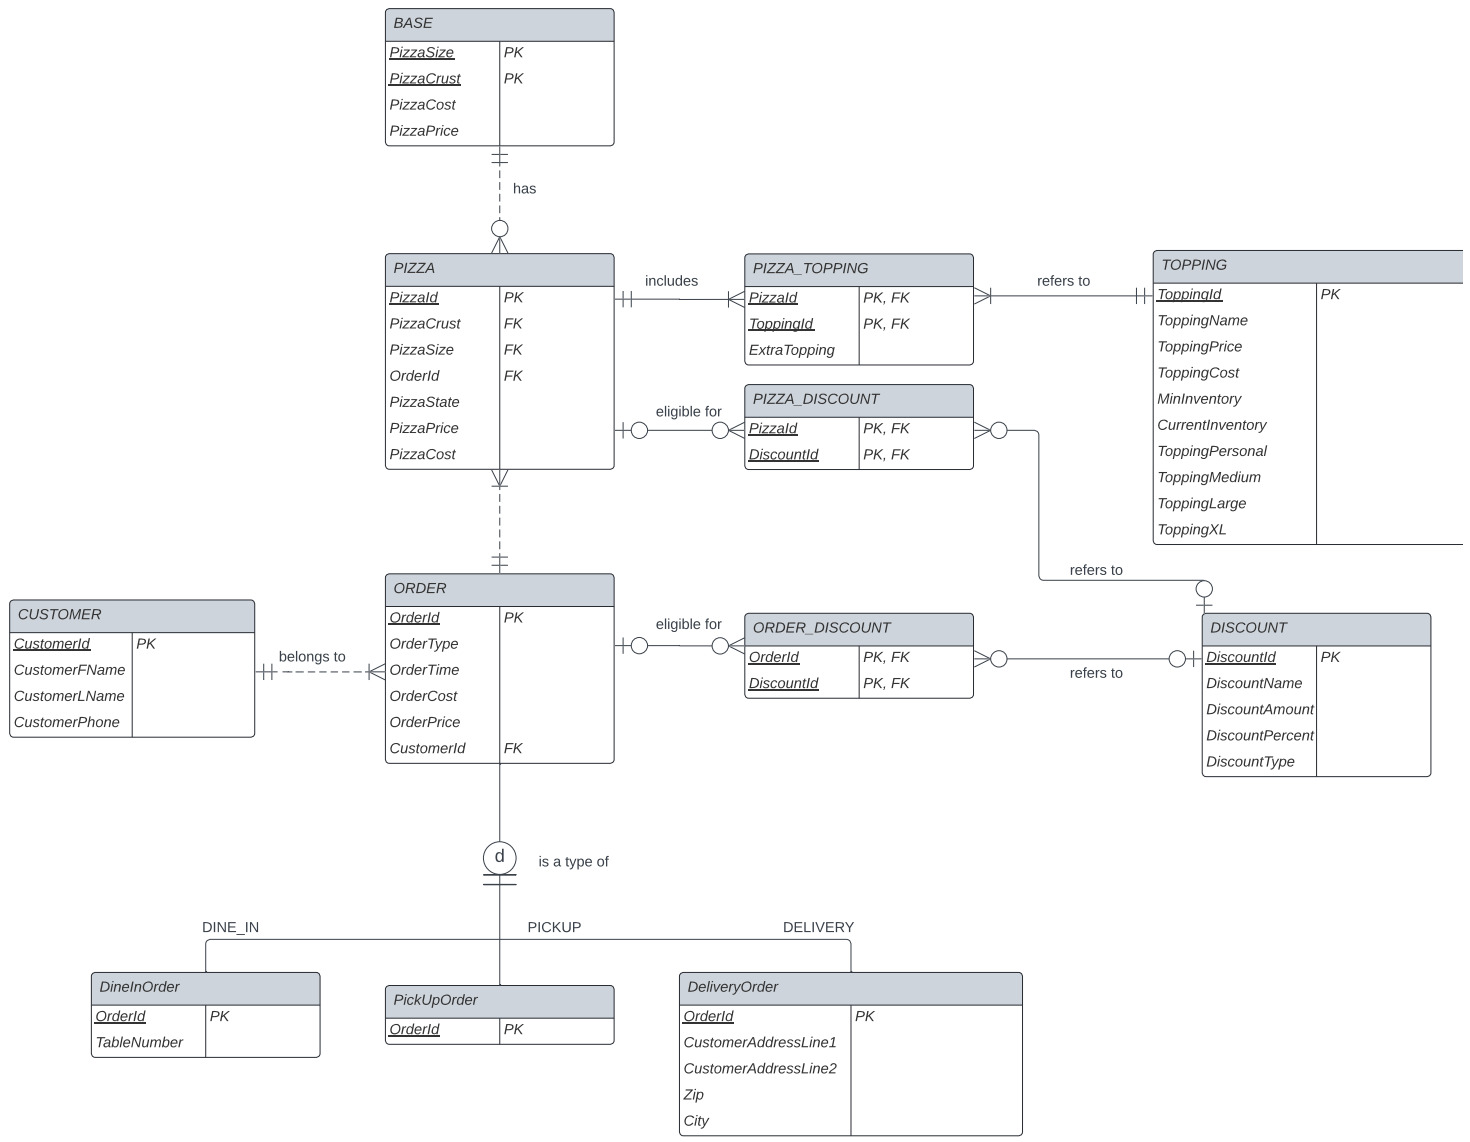 BASE
PizzaSize PK
PizzaCrust PK
PizzaCost
PizzaPrice
has
PIZZA
PizzaId PK
PizzaCrust FK
PizzaSize FK
OrderId FK
PizzaState
PizzaPrice
PizzaCost
includes
PIZZA_TOPPING
PizzaId PK, FK
ToppingId PK, FK
ExtraTopping
refers to
TOPPING
ToppingId PK
ToppingName
ToppingPrice
ToppingCost
MinInventory
CurrentInventory
ToppingPersonal
ToppingMedium
ToppingLarge
ToppingXL
eligible for
PIZZA_DISCOUNT
PizzaId PK, FK
DiscountId PK, FK
refers to
CUSTOMER
CustomerId PK
CustomerFName
CustomerLName
CustomerPhone
belongs to
ORDER
OrderId PK
OrderType
OrderTime
OrderCost
OrderPrice
CustomerId FK
eligible for
ORDER_DISCOUNT
OrderId PK, FK
DiscountId PK, FK
refers to
DISCOUNT
DiscountId PK
DiscountName
DiscountAmount
DiscountPercent
DiscountType
d
is a type of
DINE_IN
PICKUP
DELIVERY
DineInOrder
OrderId PK
TableNumber
PickUpOrder
OrderId PK
DeliveryOrder
OrderId PK
CustomerAddressLine1
CustomerAddressLine2
Zip
City